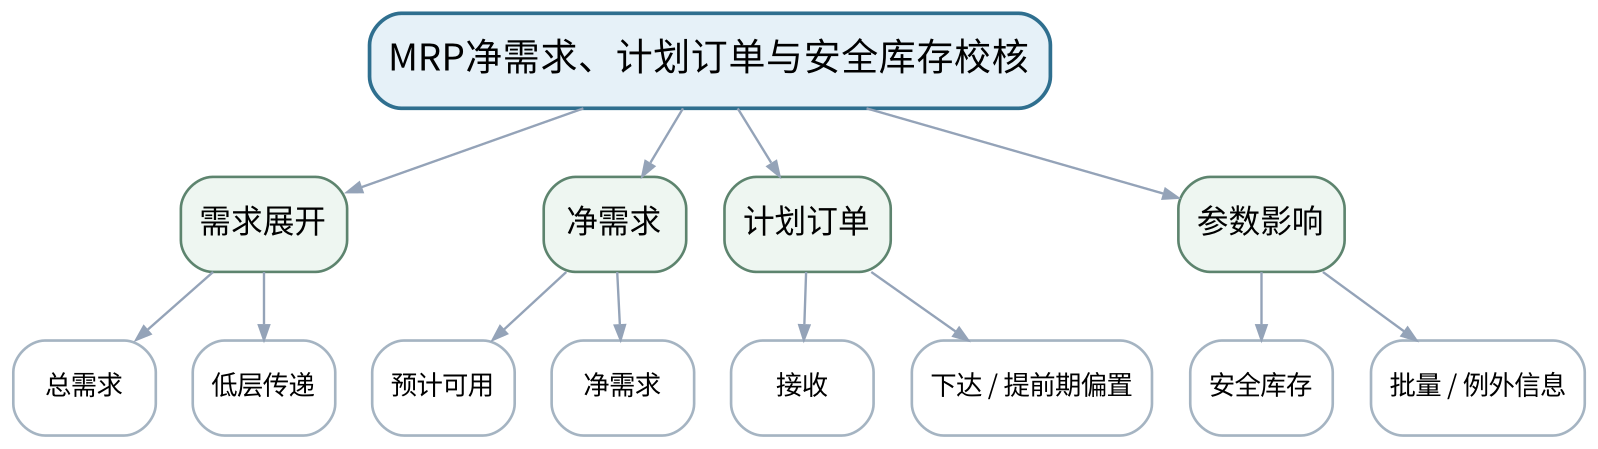 MRP净需求、计划订单与安全库存校核
需求展开
净需求
计划订单
参数影响
总需求
低层传递
预计可用
净需求
接收
下达 / 提前期偏置
安全库存
批量 / 例外信息